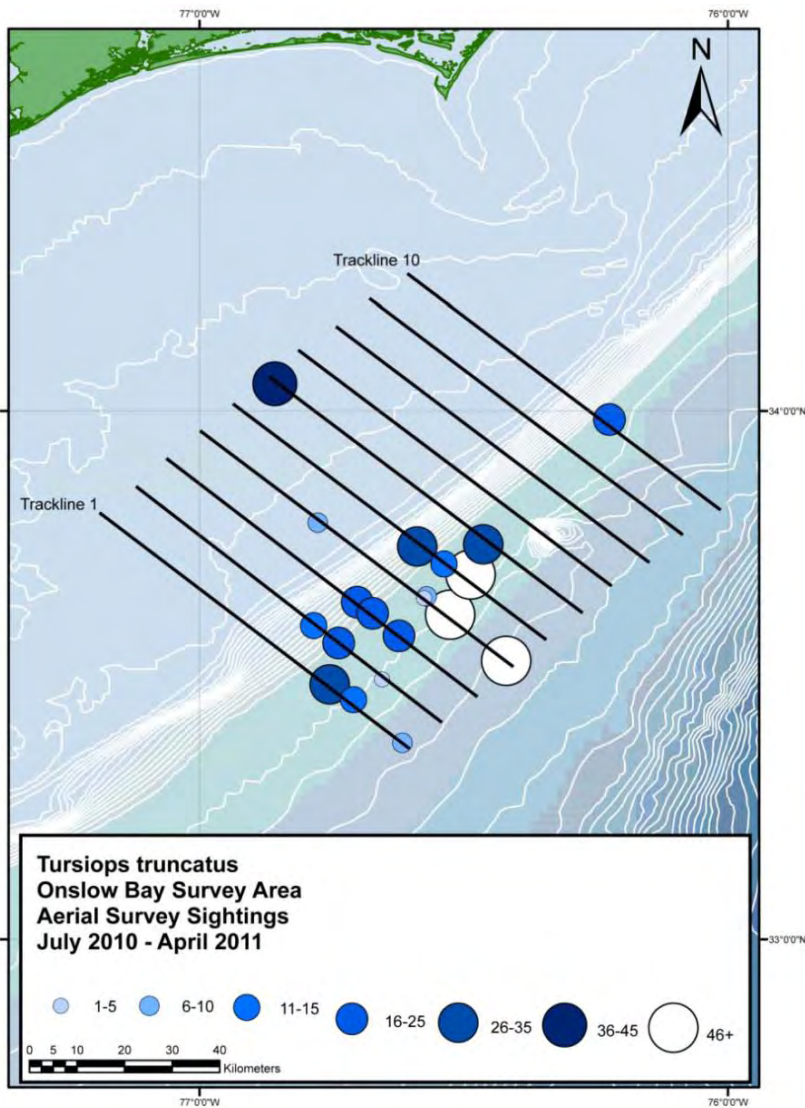 77°0'0"W
76°0'0"W
N
Trackline 10
34°0'0"N
Trackline 1
Tursiops truncatus
Onslow Bay Survey Area
Aerial Survey Sightings
July 2010 - April 2011
33°0'0"N
1-5
6-10
11-15
16-25
26-35
36-45
46+
0 5 10 20 30 40
Kilometers
77°0'0"W
76°0'0"W